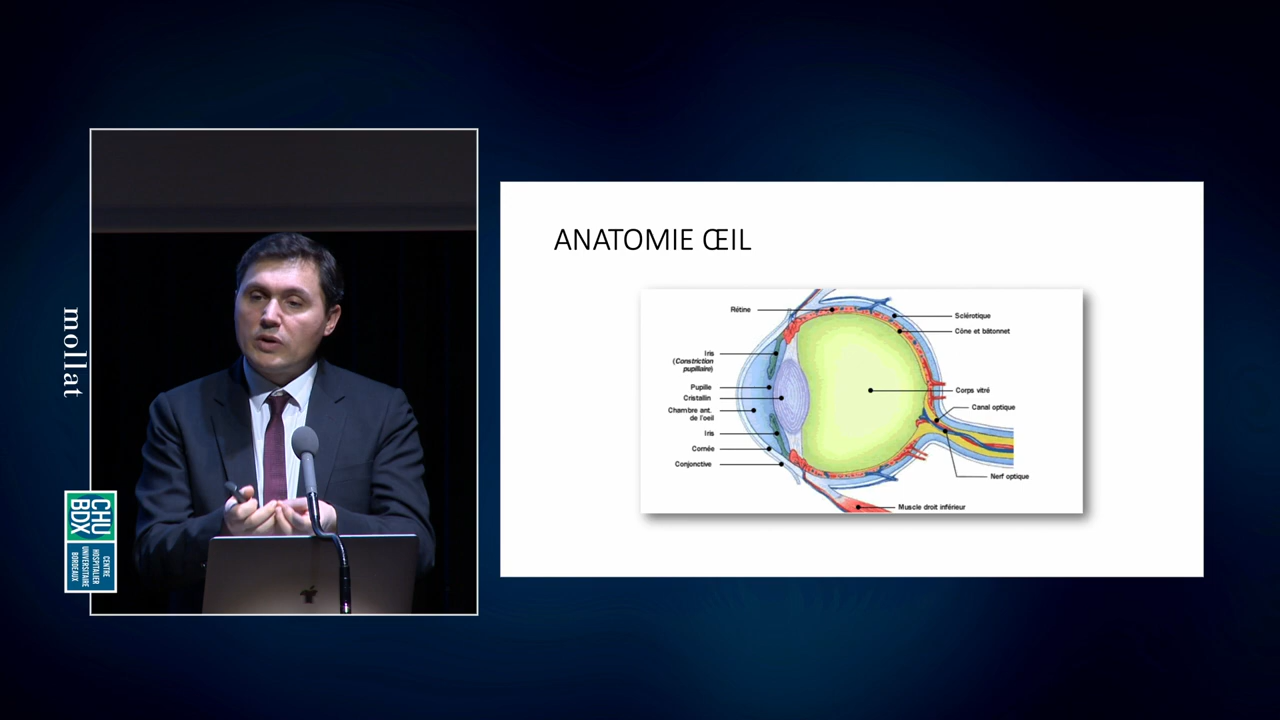 mollat
CHU
BDX
CENTRE
HOSPITALIER
UNIVERSITAIRE
BORDEAUX
ANATOMIE ŒIL
Rétine
Iris
(Constriction
pupillaire)
Pupille
Cristallin
Chambre ant.
de l'oeil
Iris
Cornée
Conjonctive
Sclérotique
Cône et bâtonnet
Corps vitré
Canal optique
Nerf optique
Muscle droit inférieur